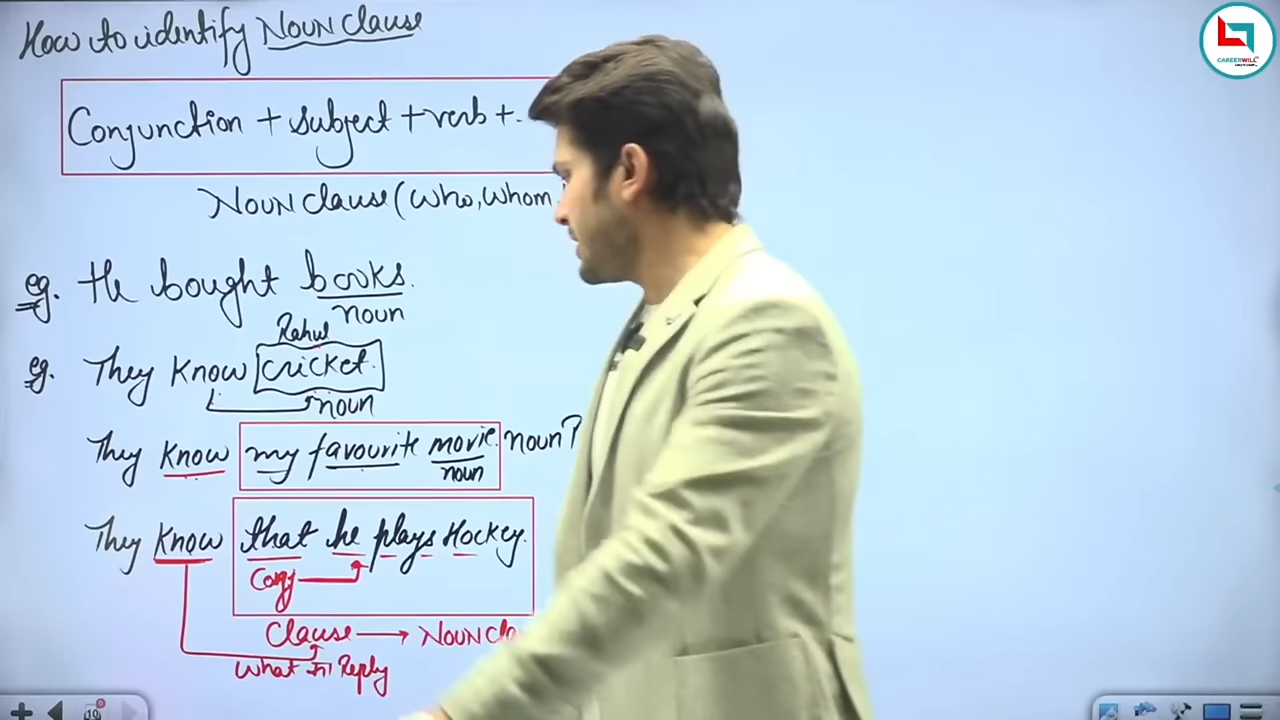 How to identify Noun Clause
Conjunction + subject + verb +.
Noun clause (who, whom
eg. He bought books.
noun
Rahul
eg. They know cricket.
noun
They know my favourite movie. noun?
noun
They know that he plays Hockey.
Conj
Clause → Noun Cla
What Reply
CAREERWILL